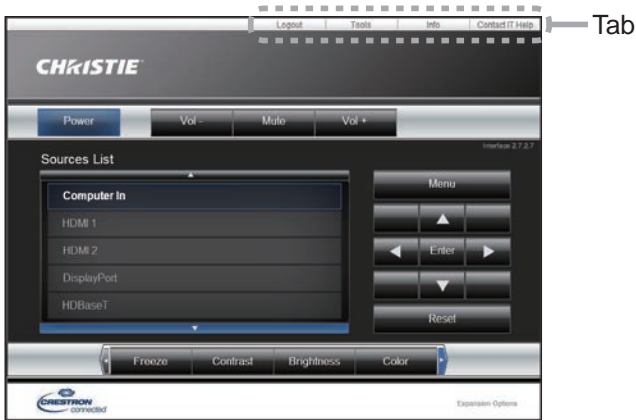 Logout Tools Info Contact IT Help Tab
CHRISTIE
Power Vol - Mute Vol +
Interface 2.7.2.7
Sources List
Menu
Computer In
HDMI 1
HDMI 2 Enter
DisplayPort
HDBaseT
Reset
Freeze Contrast Brightness Color
CRESTRON
connected
Expansion Options